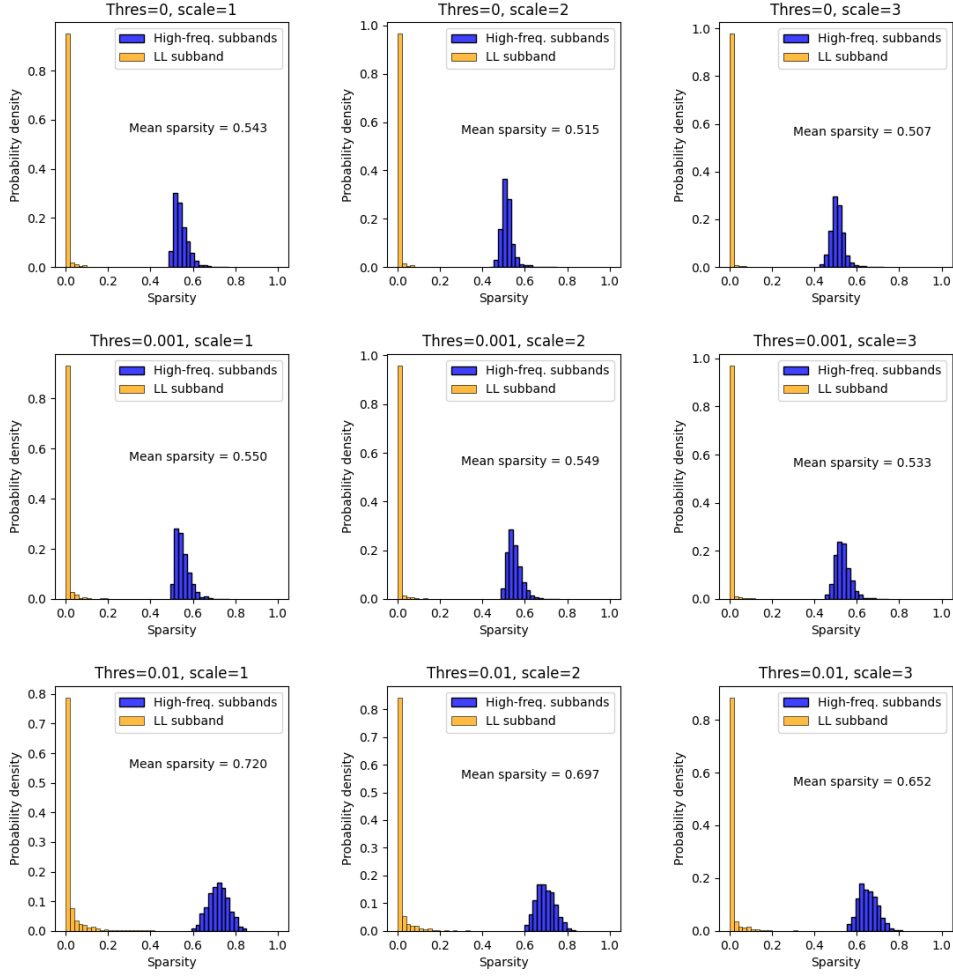 Thres=0, scale=1
High-freq. subbands
LL subband
Mean sparsity = 0.543
Probability density
0.8
0.6
0.4
0.2
0.0
0.0 0.2 0.4 0.6 0.8 1.0
Sparsity
Thres=0, scale=2
High-freq. subbands
LL subband
Mean sparsity = 0.515
Probability density
1.0
0.8
0.6
0.4
0.2
0.0
0.0 0.2 0.4 0.6 0.8 1.0
Sparsity
Thres=0, scale=3
High-freq. subbands
LL subband
Mean sparsity = 0.507
Probability density
1.0
0.8
0.6
0.4
0.2
0.0
0.0 0.2 0.4 0.6 0.8 1.0
Sparsity
Thres=0.001, scale=1
High-freq. subbands
LL subband
Mean sparsity = 0.550
Probability density
0.8
0.6
0.4
0.2
0.0
0.0 0.2 0.4 0.6 0.8 1.0
Sparsity
Thres=0.001, scale=2
High-freq. subbands
LL subband
Mean sparsity = 0.549
Probability density
1.0
0.8
0.6
0.4
0.2
0.0
0.0 0.2 0.4 0.6 0.8 1.0
Sparsity
Thres=0.001, scale=3
High-freq. subbands
LL subband
Mean sparsity = 0.533
Probability density
1.0
0.8
0.6
0.4
0.2
0.0
0.0 0.2 0.4 0.6 0.8 1.0
Sparsity
Thres=0.01, scale=1
High-freq. subbands
LL subband
Mean sparsity = 0.720
Probability density
0.8
0.7
0.6
0.5
0.4
0.3
0.2
0.1
0.0
0.0 0.2 0.4 0.6 0.8 1.0
Sparsity
Thres=0.01, scale=2
High-freq. subbands
LL subband
Mean sparsity = 0.697
Probability density
0.8
0.7
0.6
0.5
0.4
0.3
0.2
0.1
0.0
0.0 0.2 0.4 0.6 0.8 1.0
Sparsity
Thres=0.01, scale=3
High-freq. subbands
LL subband
Mean sparsity = 0.652
Probability density
0.8
0.6
0.4
0.2
0.0
0.0 0.2 0.4 0.6 0.8 1.0
Sparsity